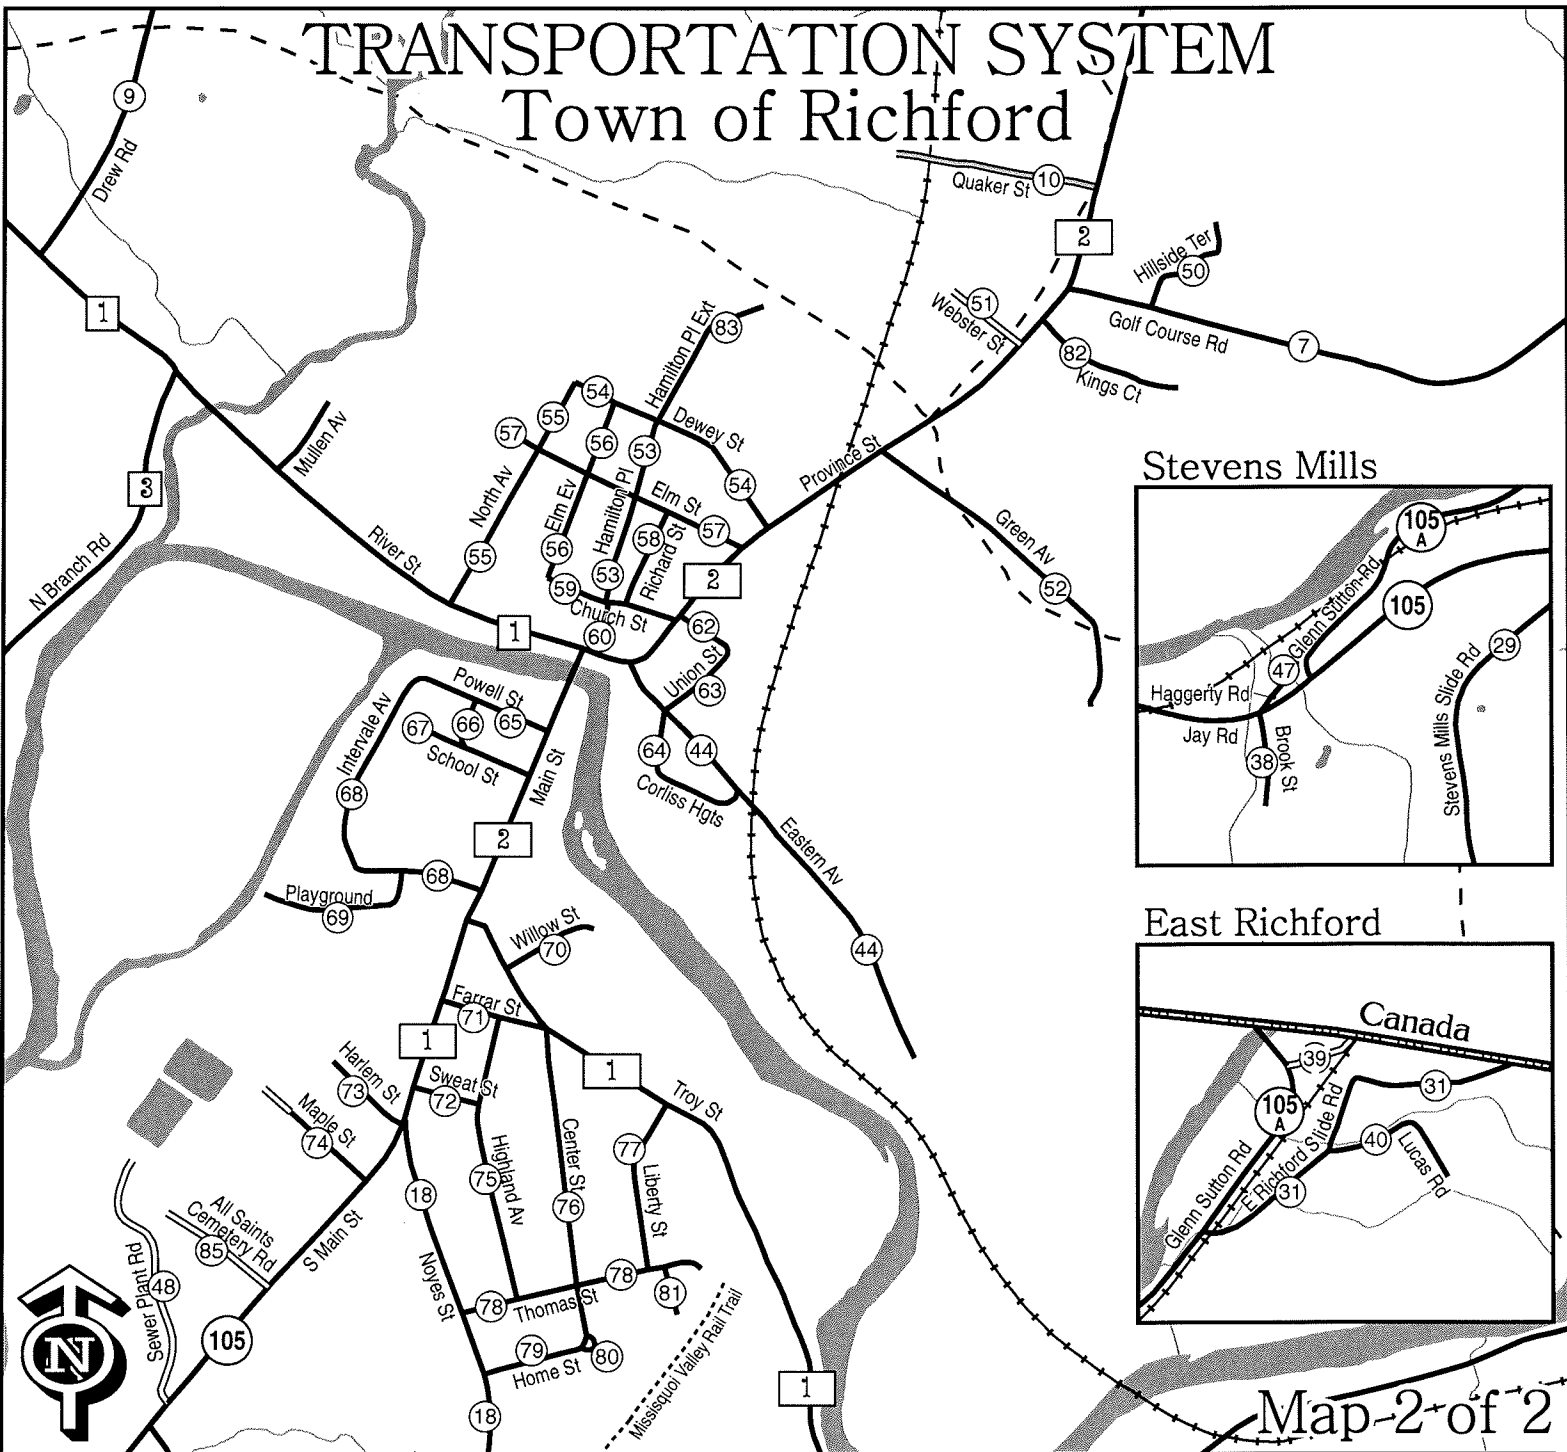 TRANSPORTATION SYSTEM
Town of Richford
9
Drew Rd
Quaker St
10
2
Hillside Ter
50
1
51
Webster St
Golf Course Rd
7
Hamilton Pl Ext
83
82
Kings Ct
54
55
57
56
53
Dewey St
Mullen Av
54
Province St
3
North Av
Elm Ev
Hamilton Pl
Elm St
57
58
Richard St
Green Av
52
N Branch Rd
River St
55
56
59
53
2
Church St
1
60
62
Union St
63
Powell St
66
65
67
School St
Intervale Av
68
Main St
64
44
Corliss Hgts
2
Eastern Av
68
Playground
69
44
Willow St
70
Farrar St
71
1
1
Harlem St
73
Sweat St
72
Troy St
Maple St
74
77
Highland Av
75
Center St
76
Liberty St
18
All Saints
Cemetery Rd
85
S Main St
Sewer Plant Rd
48
Noyes St
78
Thomas St
78
81
105
79
Home St
80
18
Missisquoi Valley Rail Trail
1
N
Stevens Mills
105
A
Glenn Sutton Rd
105
29
47
Haggerty Rd
Jay Rd
38
Brook St
Stevens Mills Slide Rd
East Richford
Canada
39
31
105
A
40
Lucas Rd
Glenn Sutton Rd
E Richford Slide Rd
31
Map 2 of 2